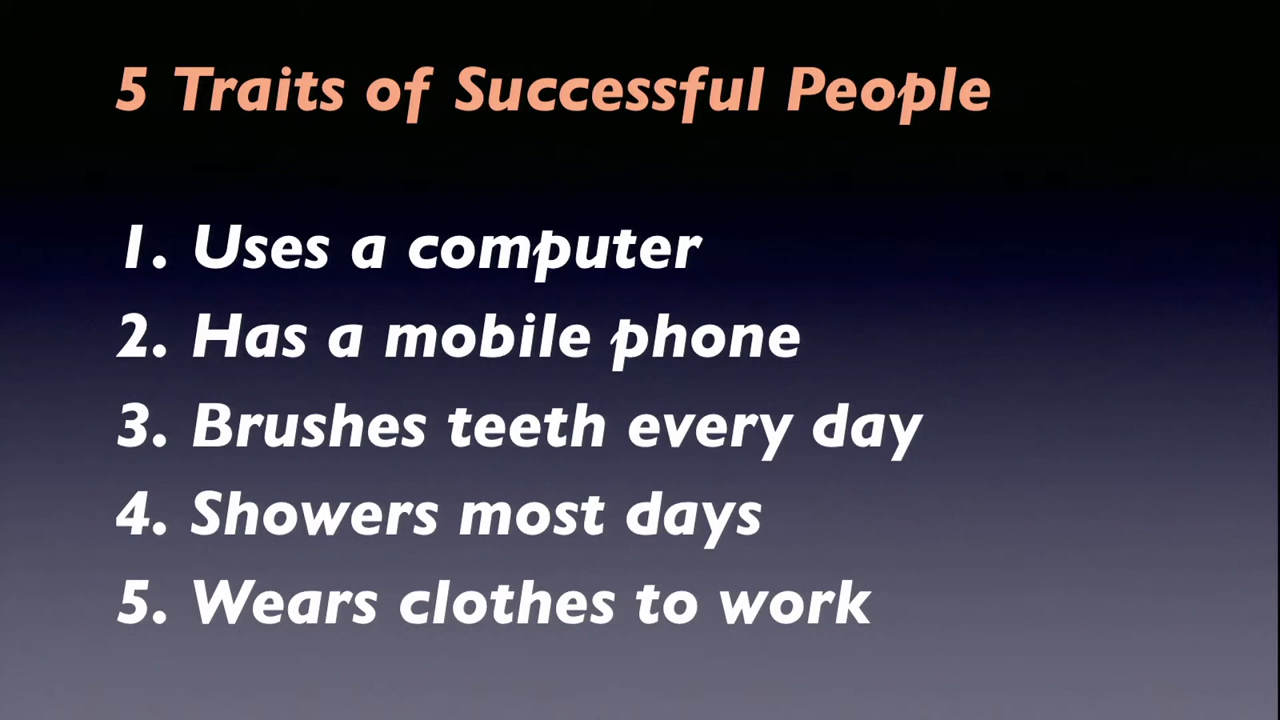 5 Traits of Successful People
1. Uses a computer
2. Has a mobile phone
3. Brushes teeth every day
4. Showers most days
5. Wears clothes to work